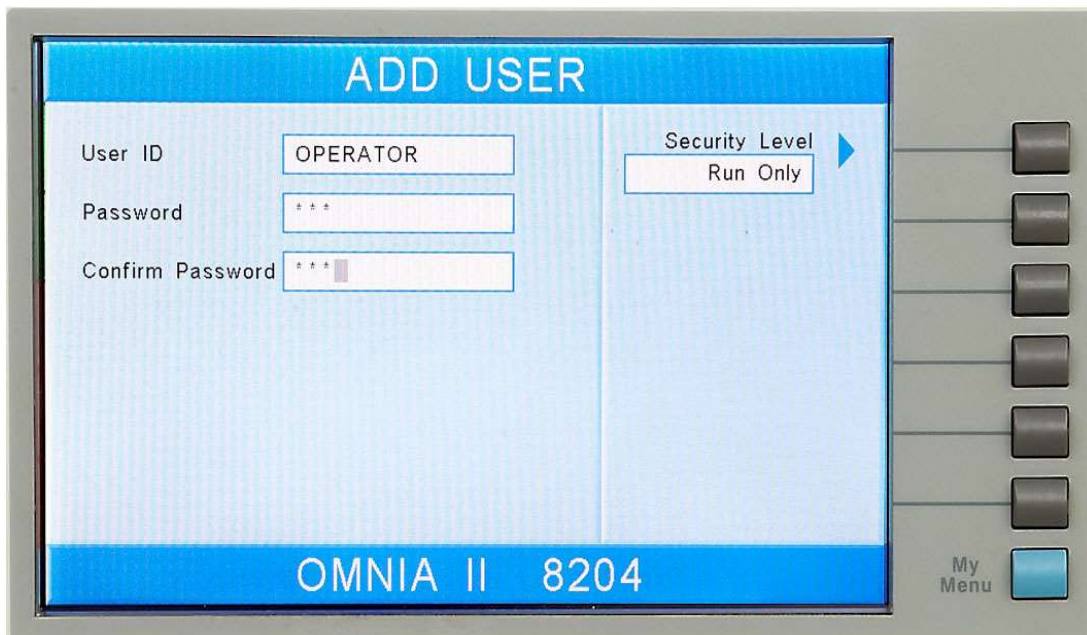 ADD USER
User ID
OPERATOR
Password
***
Confirm Password
***
Security Level
Run Only
OMNIA II 8204
My
Menu